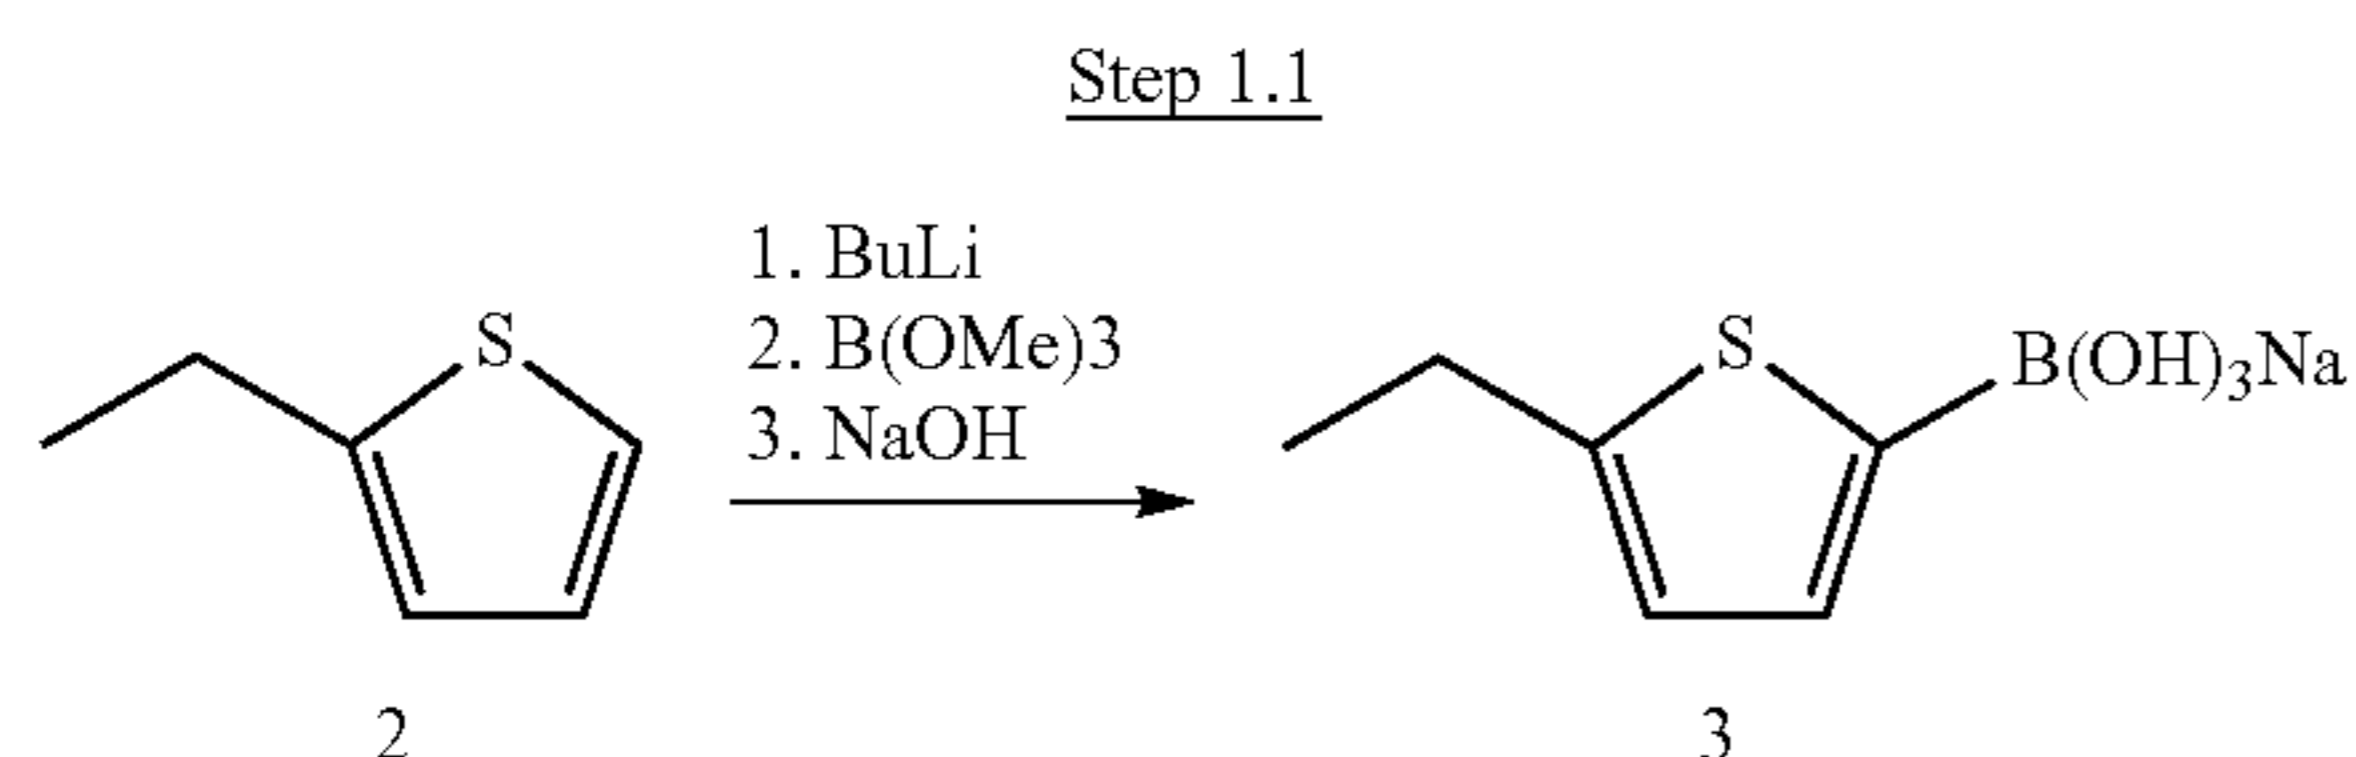 Step 1.1
1. BuLi
2. B(OMe)3
3. NaOH
S
S
B(OH)₃Na
2
3